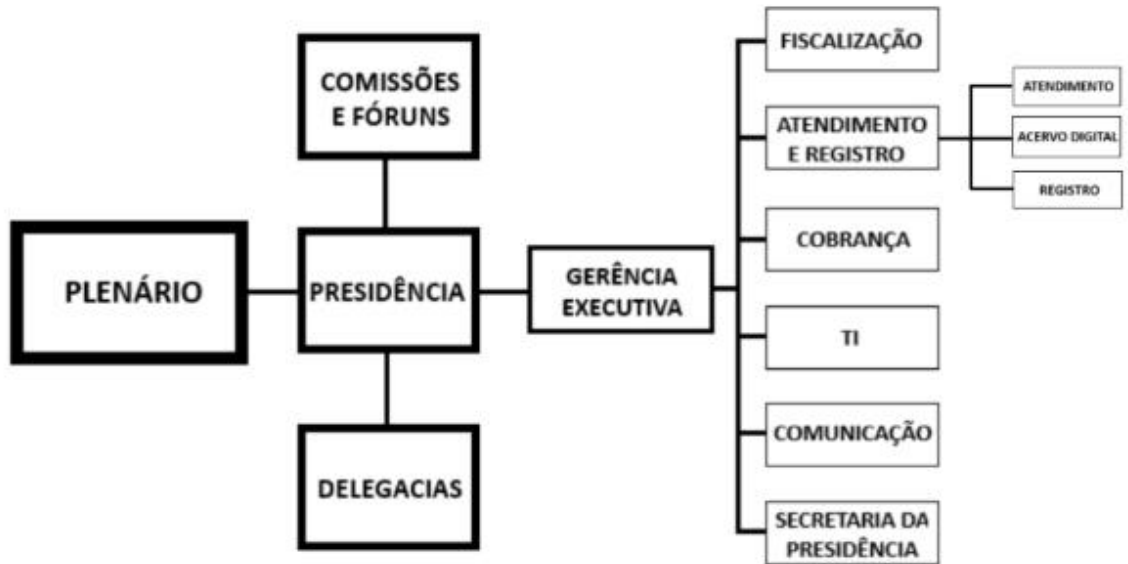 PLENÁRIO
COMISSÕES
E FÓRUNS
PRESIDÊNCIA
DELEGACIAS
GERÊNCIA
EXECUTIVA
FISCALIZAÇÃO
ATENDIMENTO
E REGISTRO
ATENDIMENTO
ACERVO DIGITAL
REGISTRO
COBRANÇA
TI
COMUNICAÇÃO
SECRETARIA DA
PRESIDÊNCIA